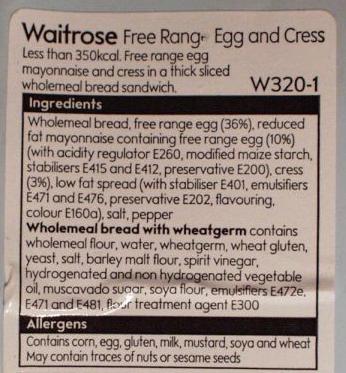 Waitrose Free Range Egg and Cress
Less than 350kcal. Free range egg
mayonnaise and cress in a thick sliced
wholemeal bread sandwich. W320-1
Ingredients
Wholemeal bread, free range egg (36%), reduced
fat mayonnaise containing free range egg (10%)
(with acidity regulator E260, modified maize starch,
stabilisers E415 and E412, preservative E200), cress
(3%), low fat spread (with stabiliser E401, emulsifiers
E471 and E476, preservative E202, flavouring,
colour E160a), salt, pepper
Wholemeal bread with wheatgerm contains
wholemeal flour, water, wheatgerm, wheat gluten,
yeast, salt, barley malt flour, spirit vinegar,
hydrogenated and non hydrogenated vegetable
oil, muscavado sugar, soya flour, emulsifiers E472e,
E471 and E481, flour treatment agent E300
Allergens
Contains corn, egg, gluten, milk, mustard, soya and wheat
May contain traces of nuts or sesame seeds